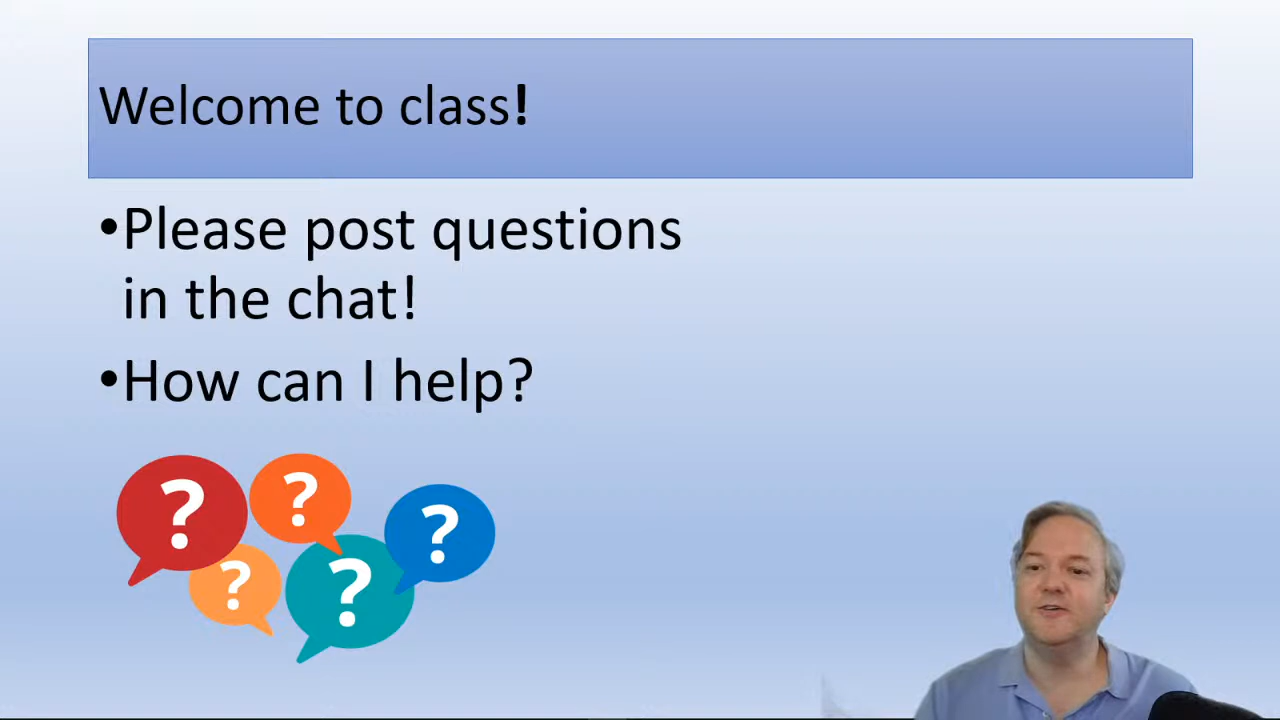 Welcome to class!
•Please post questions
in the chat!
•How can I help?
? ? ?
? ?